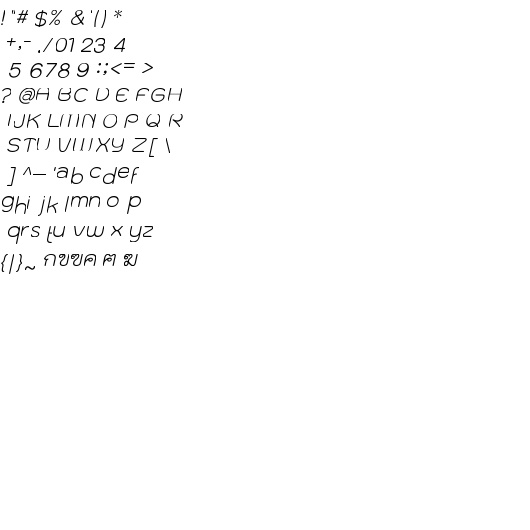 ! "# $% & '() *
+,- ./01 23 4
5 678 9 :;<= >
? @A BC D E FGH
IJK LMN O P Q R
STU VWXY Z[ \
] ^_ `ab cdef
ghi jk lmn o p
qrs tu vw x yz
{|}~ กขฃค ฅ ฆ